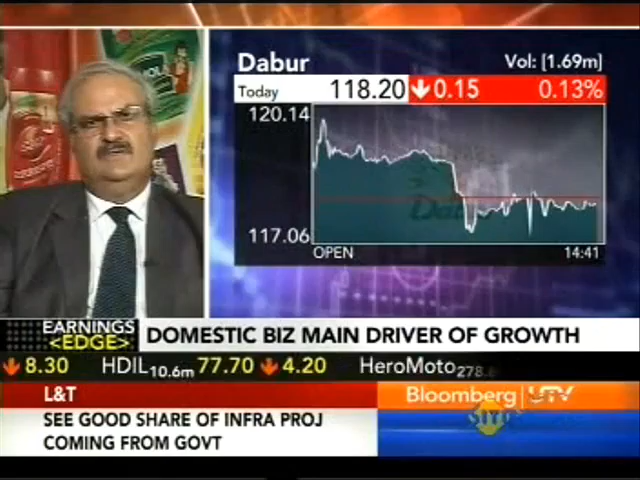 Dabur
Vol: [1.69m]
Today 118.20 0.15 0.13%
120.14
117.06
OPEN 14:41
EARNINGS <EDGE>
DOMESTIC BIZ MAIN DRIVER OF GROWTH
8.30 HDIL 10.6m 77.70 4.20 HeroMoto
L&T
Bloomberg UTV
SEE GOOD SHARE OF INFRA PROJ
COMING FROM GOVT